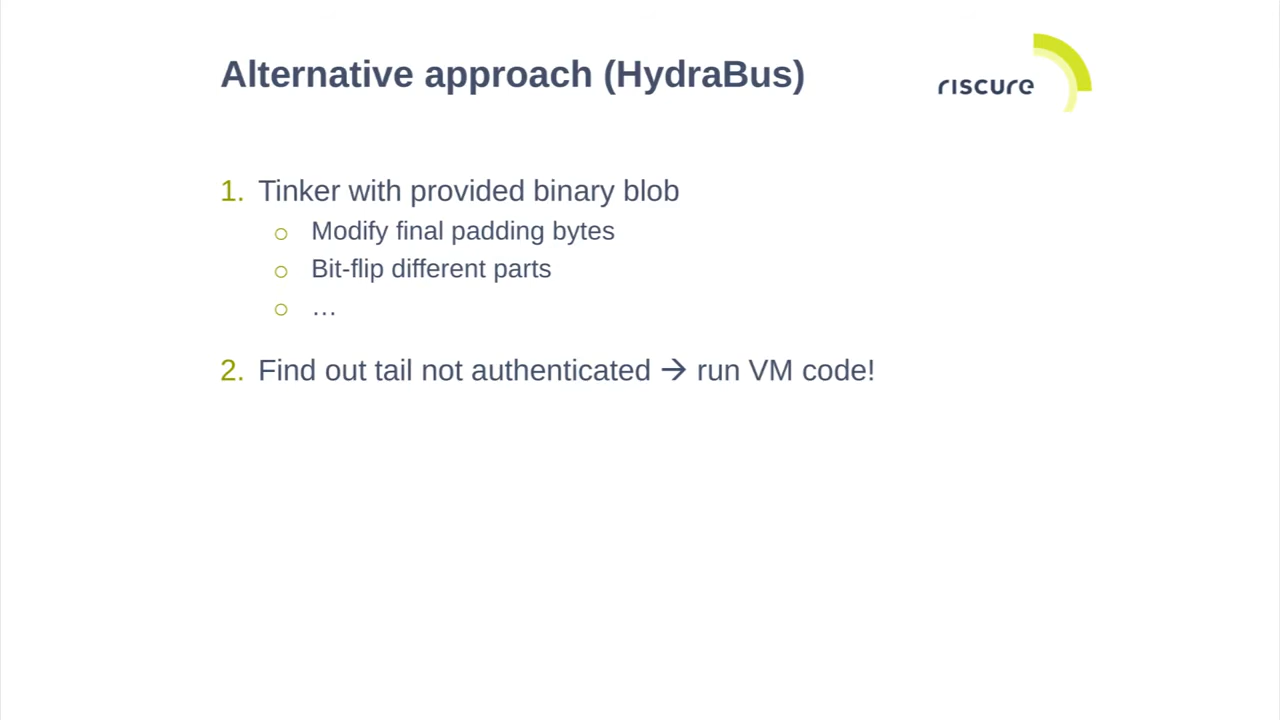 Alternative approach (HydraBus)
riscure
1. Tinker with provided binary blob
○ Modify final padding bytes
○ Bit-flip different parts
○ …
2. Find out tail not authenticated → run VM code!